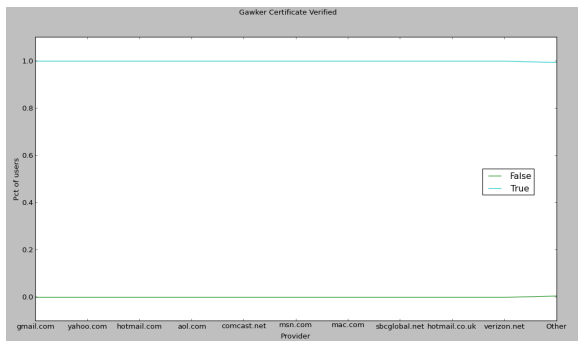 Gawker Certificate Verified
1.0
0.8
0.6
0.4
0.2
0.0
Pct of users
False
True
gmail.com yahoo.com hotmail.com aol.com comcast.net msn.com mac.com sbcglobal.net hotmail.co.uk verizon.net Other
Provider